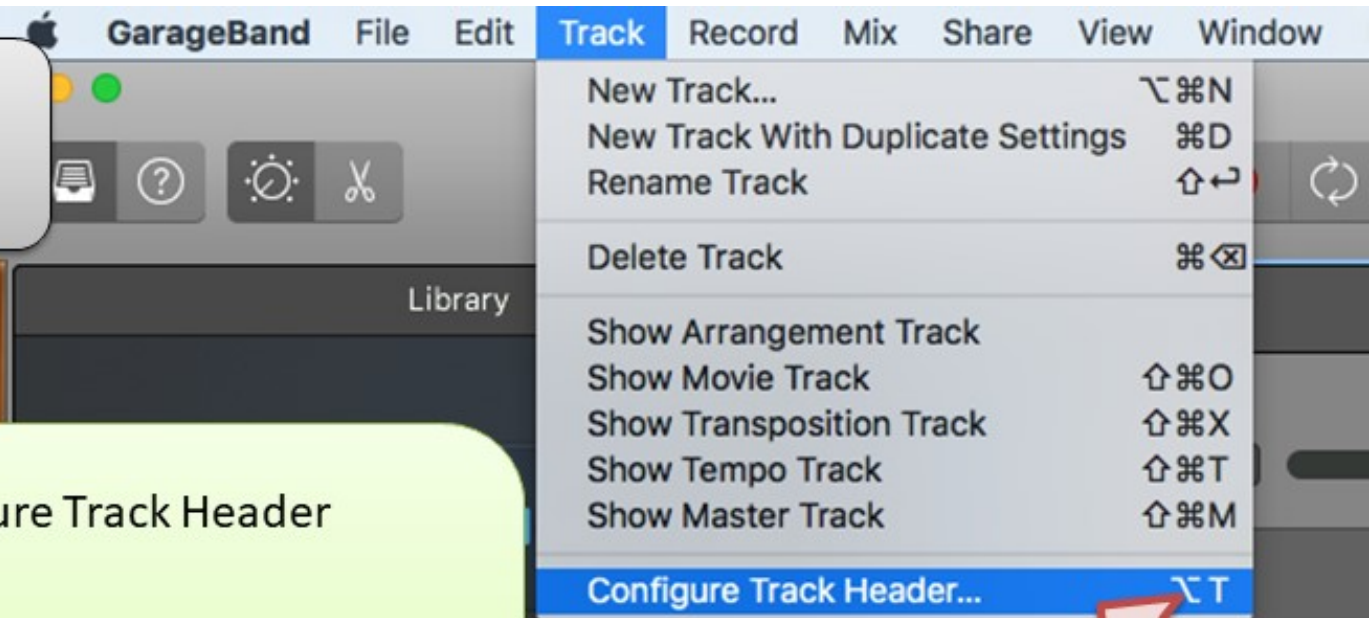 GarageBand File Edit Track Record Mix Share View Window
New Track... ⌥⌘N
New Track With Duplicate Settings ⌘D
Rename Track ⇧↩
Delete Track ⌘⌫
Library
Show Arrangement Track
Show Movie Track ⇧⌘O
Show Transposition Track ⇧⌘X
Show Tempo Track ⇧⌘T
Show Master Track ⇧⌘M
ure Track Header
Configure Track Header... ⌥T